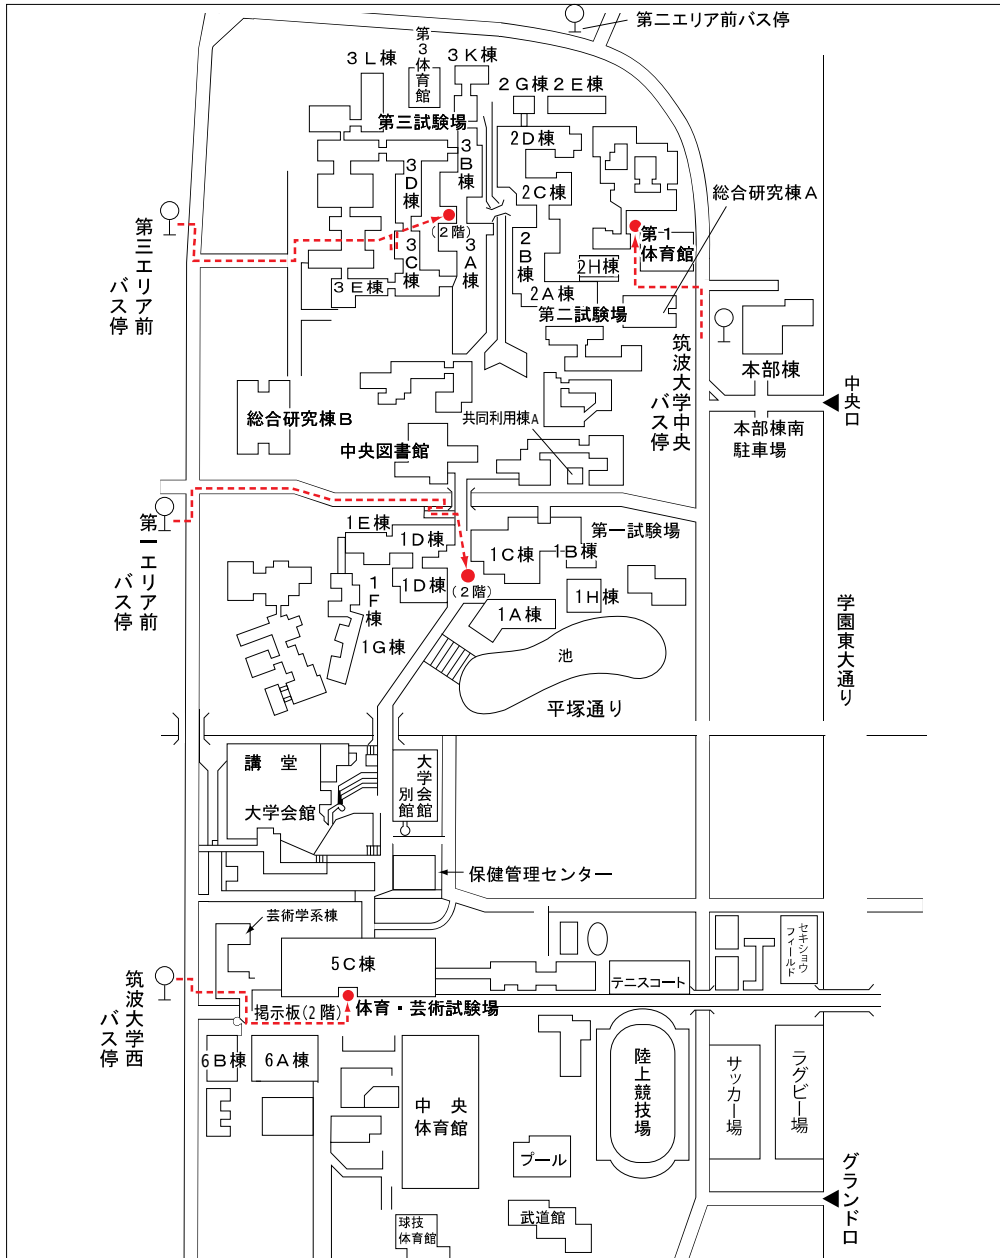 第二エリア前バス停
3L棟
第3体育館
3K棟
2G棟
2E棟
第三試験場
2D棟
3B棟
3D棟
2C棟
総合研究棟A
第三エリア前
バス停
(2階)
第1
体育館
3C棟
3A棟
2B棟
2H棟
3E棟
2A棟
第二試験場
筑波大学中央
バス停
本部棟
中央口
総合研究棟B
共同利用棟A
本部棟南
駐車場
中央図書館
第一エリア前
バス停
1E棟
1D棟
第一試験場
1C棟
1B棟
1D棟
1F棟
(2階)
1H棟
1A棟
1G棟
池
学園東大通り
平塚通り
講堂
大学会館
大学会館
別館
保健管理センター
芸術学系棟
セキショウ
フィールド
5C棟
テニスコート
筑波大学西
バス停
掲示板(2階)
体育・芸術試験場
6B棟
6A棟
陸上競技場
サッカー場
ラグビー場
中央
体育館
プール
グランド口
武道館
球技
体育館